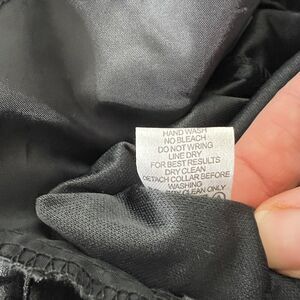 HAND WASH
NO BLEACH
DO NOT WRING
LINE DRY
FOR BEST RESULTS
DRY CLEAN
DETACH COLLAR BEFORE
WASHING
DRY CLEAN ONLY